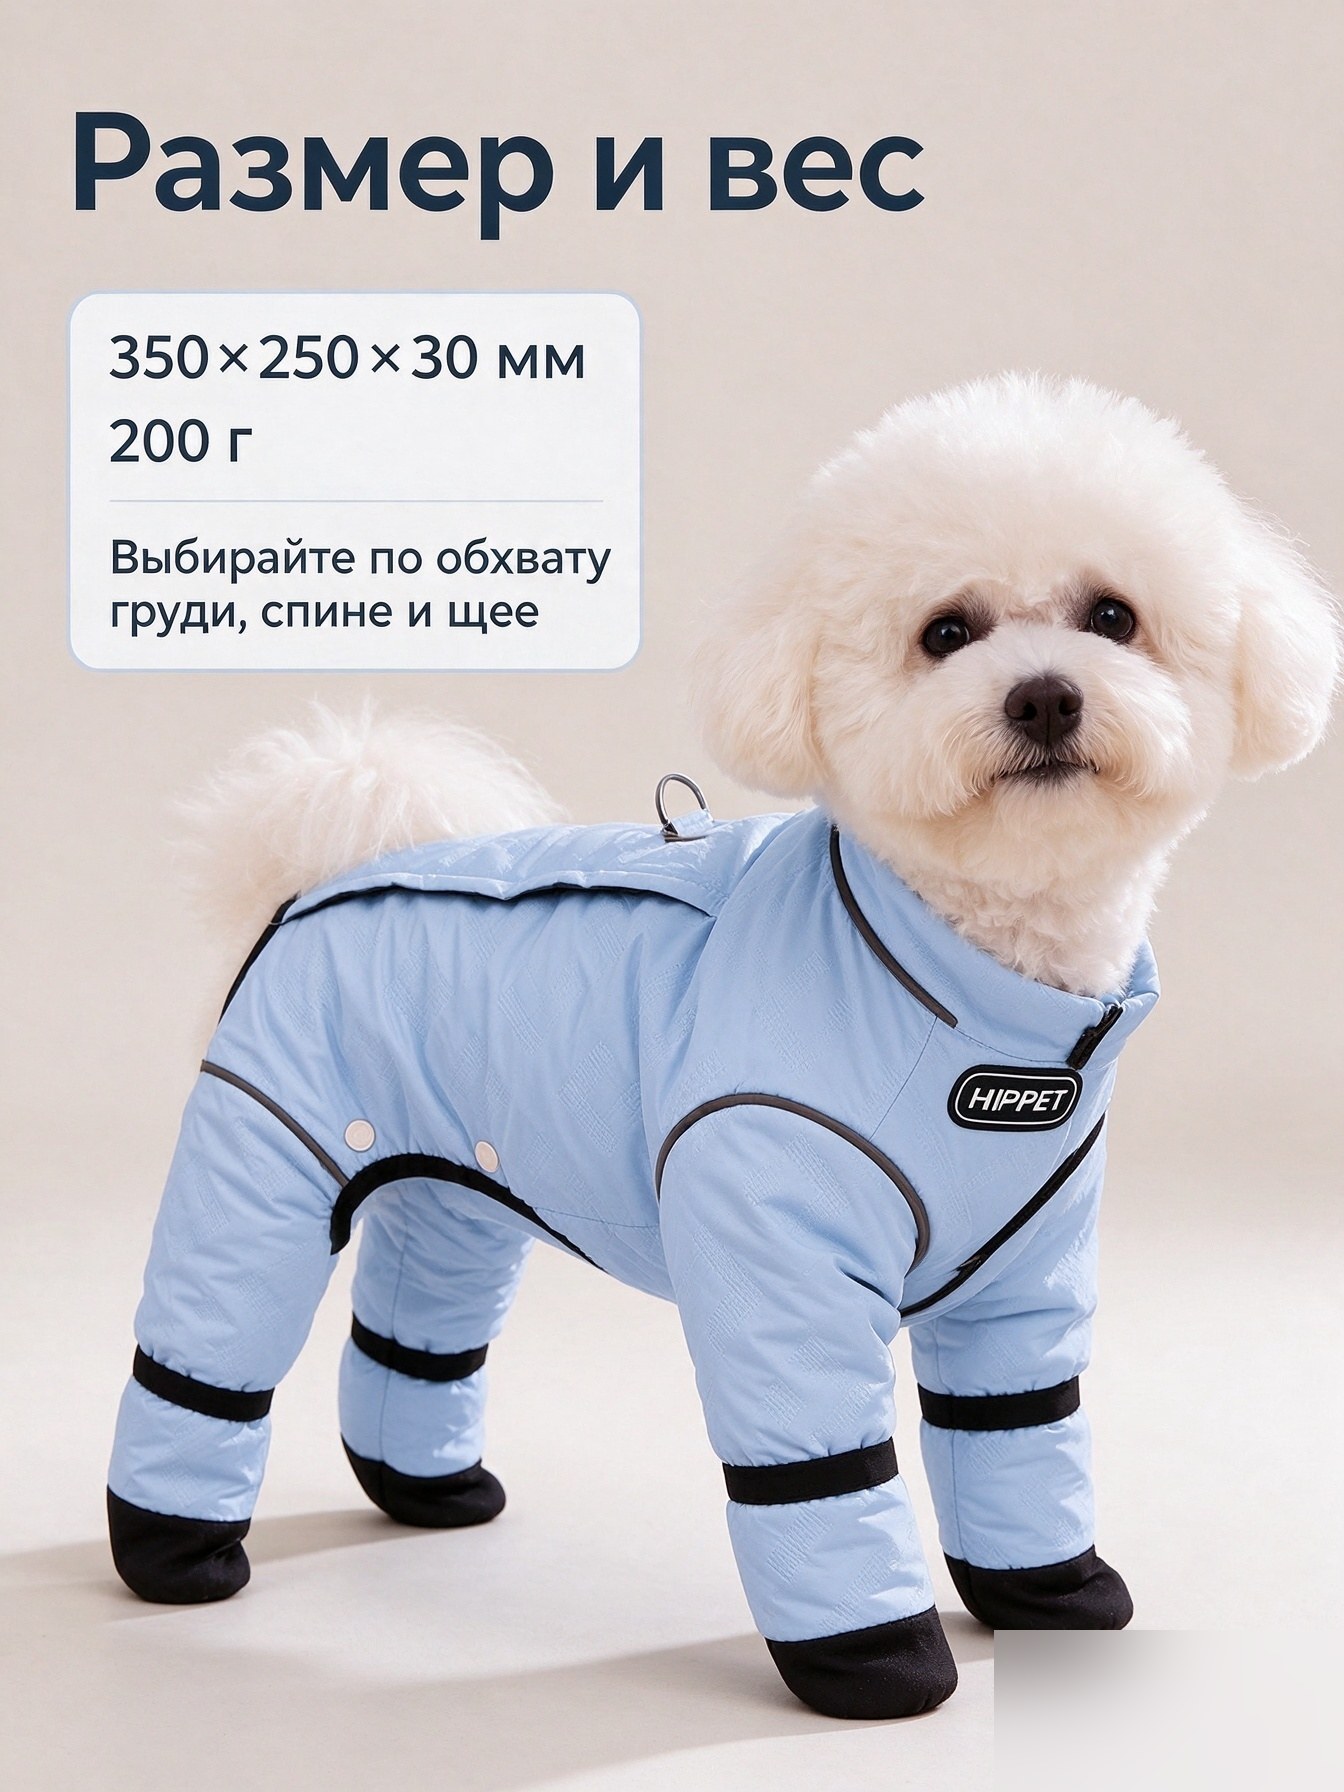 Размер и вес
350×250×30 мм
200 г
Выбирайте по обхвату
груди, спине и щее
HIPPET